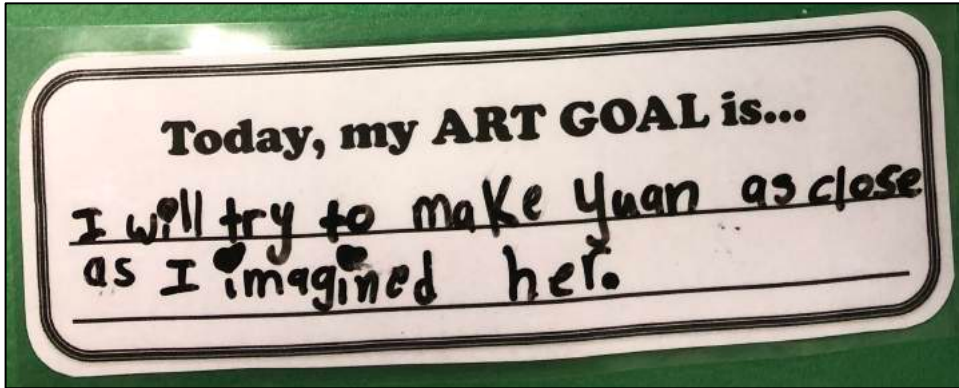 Today, my ART GOAL is...
I will try to make Yuan as close
as I imagined her.